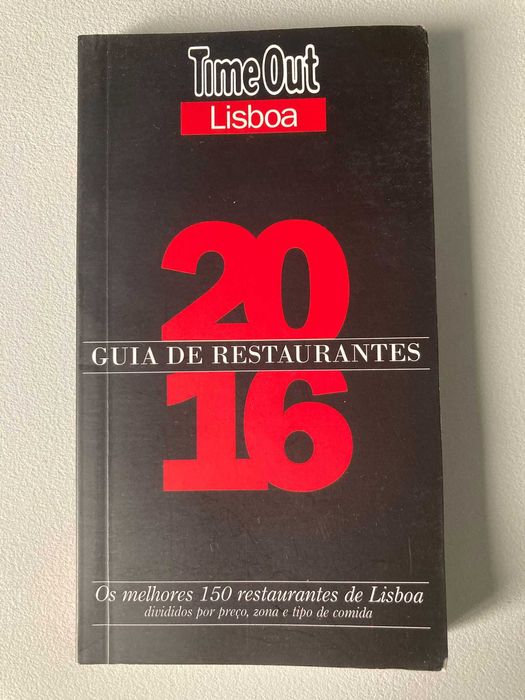 Time Out
Lisboa
20
GUIA DE RESTAURANTES
16
Os melhores 150 restaurantes de Lisboa
divididos por preço, zona e tipo de comida